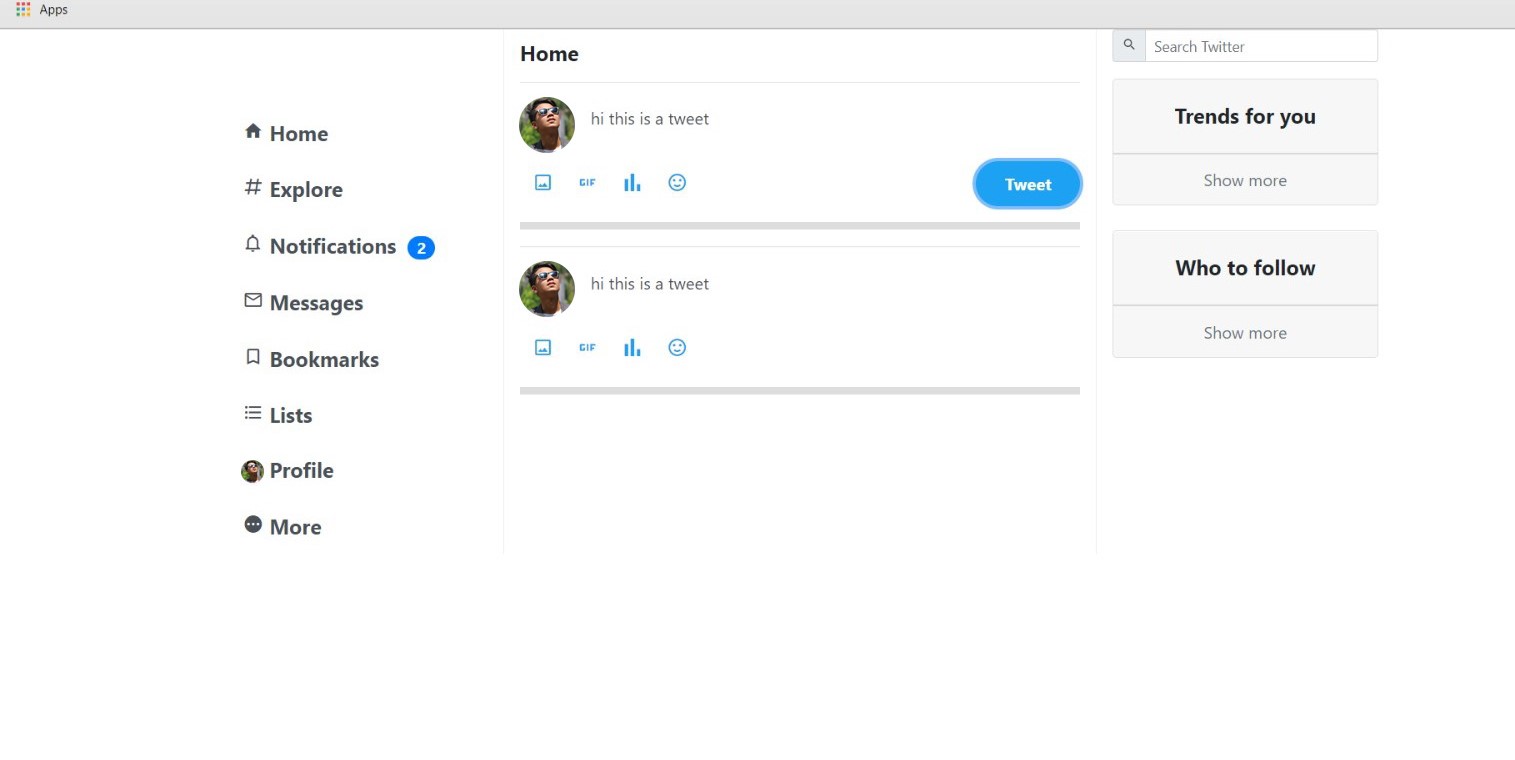 Apps
Home
Explore
Notifications 2
Messages
Bookmarks
Lists
Profile
More
Home
hi this is a tweet
GIF
Tweet
hi this is a tweet
GIF
Search Twitter
Trends for you
Show more
Who to follow
Show more